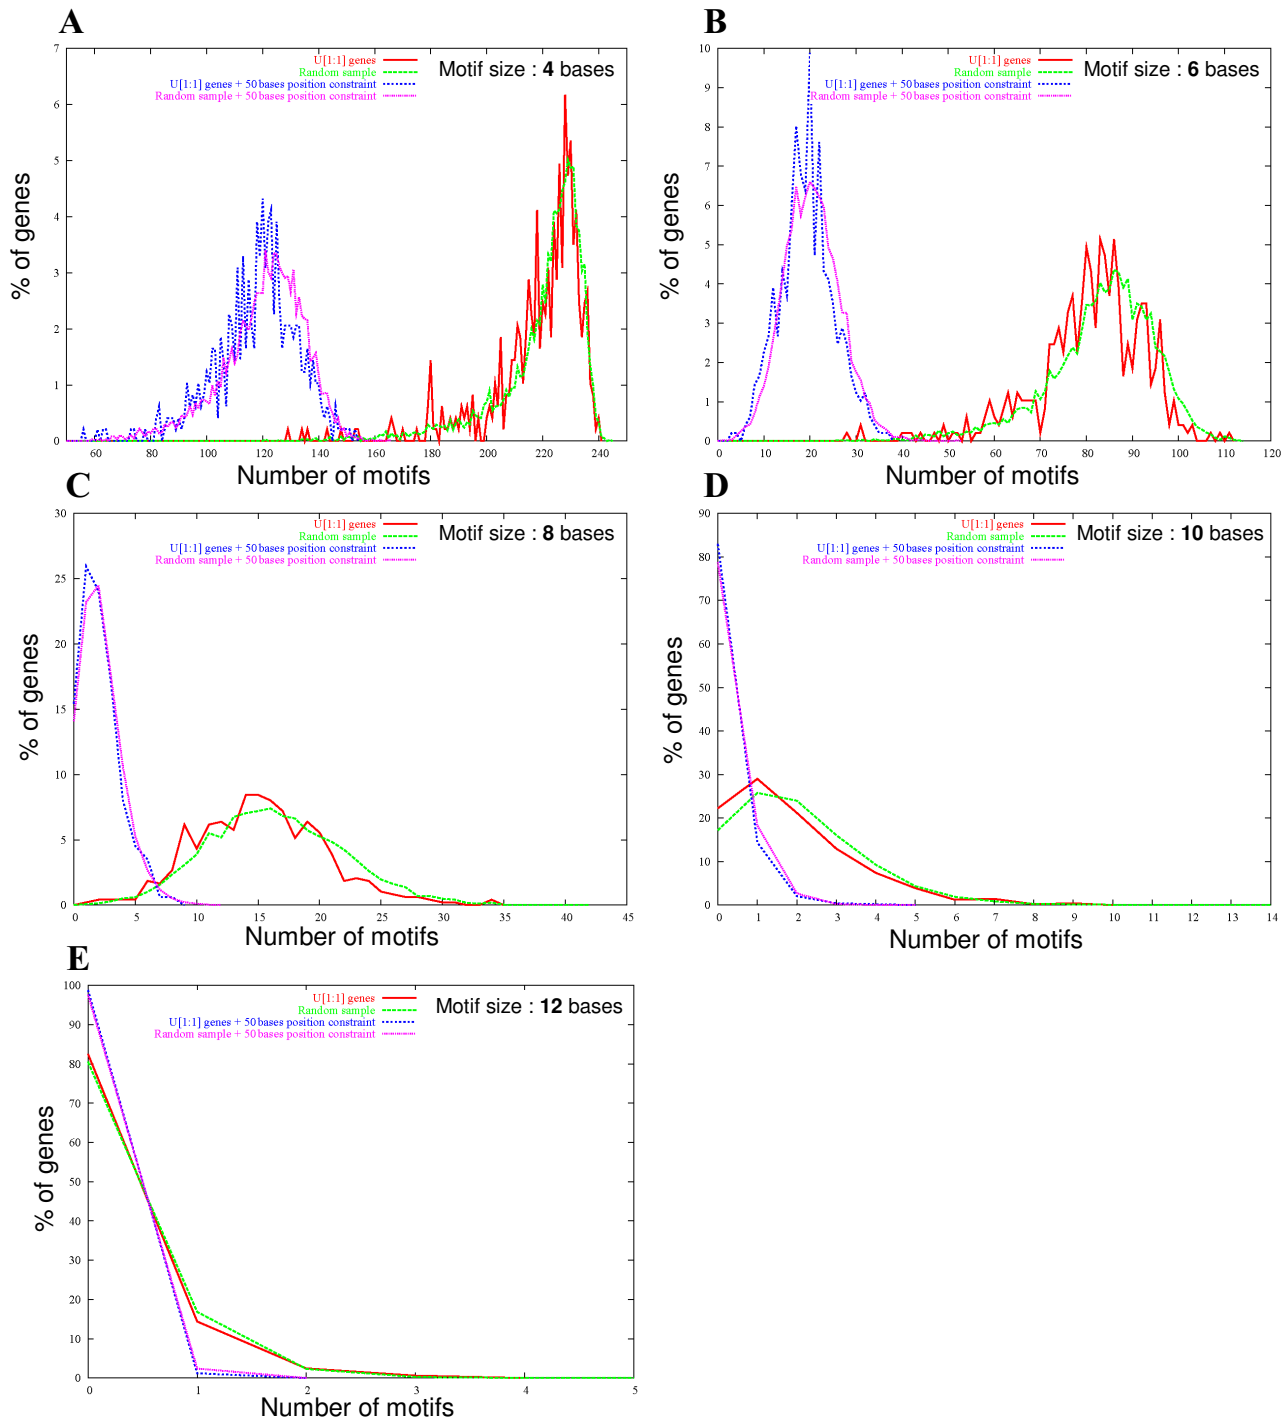 A
Motif size : 4 bases
U[1:1] genes
Random sample
U[1:1] genes + 50 bases position constraint
Random sample + 50 bases position constraint
% of genes
7
6
5
4
3
2
1
0
60 80 100 120 140 160 180 200 220 240
Number of motifs
B
Motif size : 6 bases
U[1:1] genes
Random sample
U[1:1] genes + 50 bases position constraint
Random sample + 50 bases position constraint
% of genes
10
9
8
7
6
5
4
3
2
1
0
0 10 20 30 40 50 60 70 80 90 100 110 120
Number of motifs
C
Motif size : 8 bases
U[1:1] genes
Random sample
U[1:1] genes + 50 bases position constraint
Random sample + 50 bases position constraint
% of genes
30
25
20
15
10
5
0
0 5 10 15 20 25 30 35 40 45
Number of motifs
D
Motif size : 10 bases
U[1:1] genes
Random sample
U[1:1] genes + 50 bases position constraint
Random sample + 50 bases position constraint
% of genes
90
80
70
60
50
40
30
20
10
0
0 1 2 3 4 5 6 7 8 9 10 11 12 13 14
Number of motifs
E
Motif size : 12 bases
U[1:1] genes
Random sample
U[1:1] genes + 50 bases position constraint
Random sample + 50 bases position constraint
% of genes
100
90
80
70
60
50
40
30
20
10
0
0 1 2 3 4 5
Number of motifs